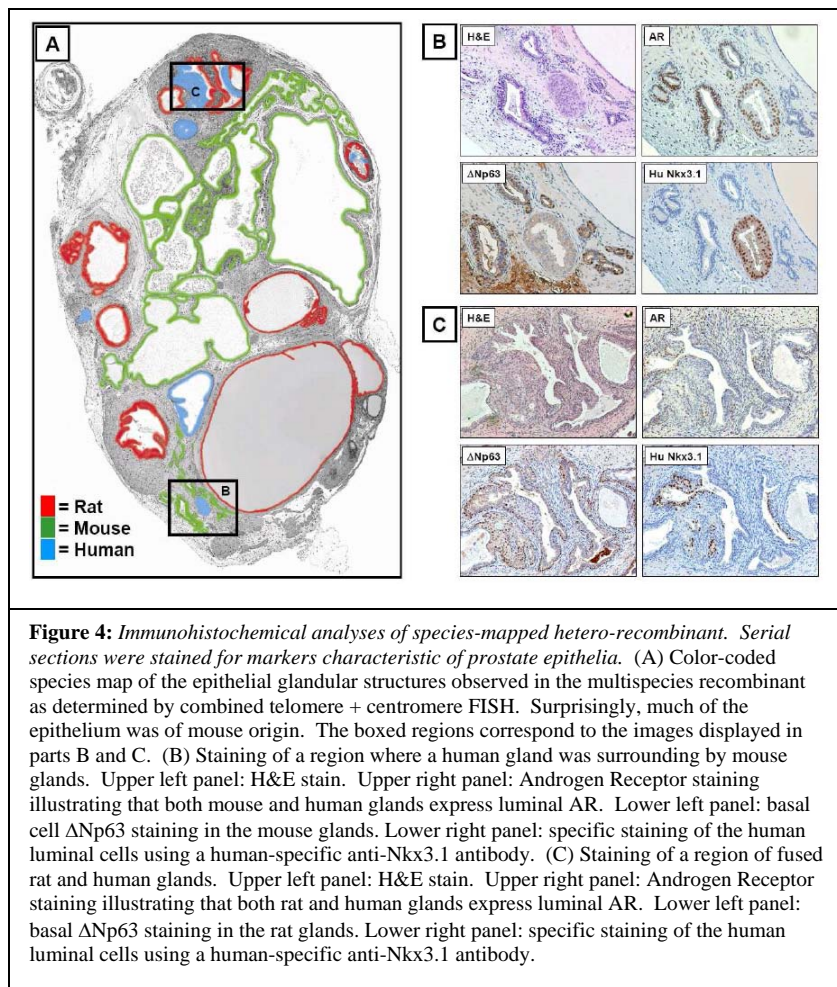 A
C
B
= Rat
= Mouse
= Human
B
H&E
AR
ΔNp63
Hu Nkx3.1
C
H&E
AR
ΔNp63
Hu Nkx3.1
Figure 4: Immunohistochemical analyses of species-mapped hetero-recombinant. Serial
sections were stained for markers characteristic of prostate epithelia. (A) Color-coded
species map of the epithelial glandular structures observed in the multispecies recombinant
as determined by combined telomere + centromere FISH. Surprisingly, much of the
epithelium was of mouse origin. The boxed regions correspond to the images displayed in
parts B and C. (B) Staining of a region where a human gland was surrounding by mouse
glands. Upper left panel: H&E stain. Upper right panel: Androgen Receptor staining
illustrating that both mouse and human glands express luminal AR. Lower left panel: basal
cell ΔNp63 staining in the mouse glands. Lower right panel: specific staining of the human
luminal cells using a human-specific anti-Nkx3.1 antibody. (C) Staining of a region of fused
rat and human glands. Upper left panel: H&E stain. Upper right panel: Androgen Receptor
staining illustrating that both rat and human glands express luminal AR. Lower left panel:
basal ΔNp63 staining in the rat glands. Lower right panel: specific staining of the human
luminal cells using a human-specific anti-Nkx3.1 antibody.